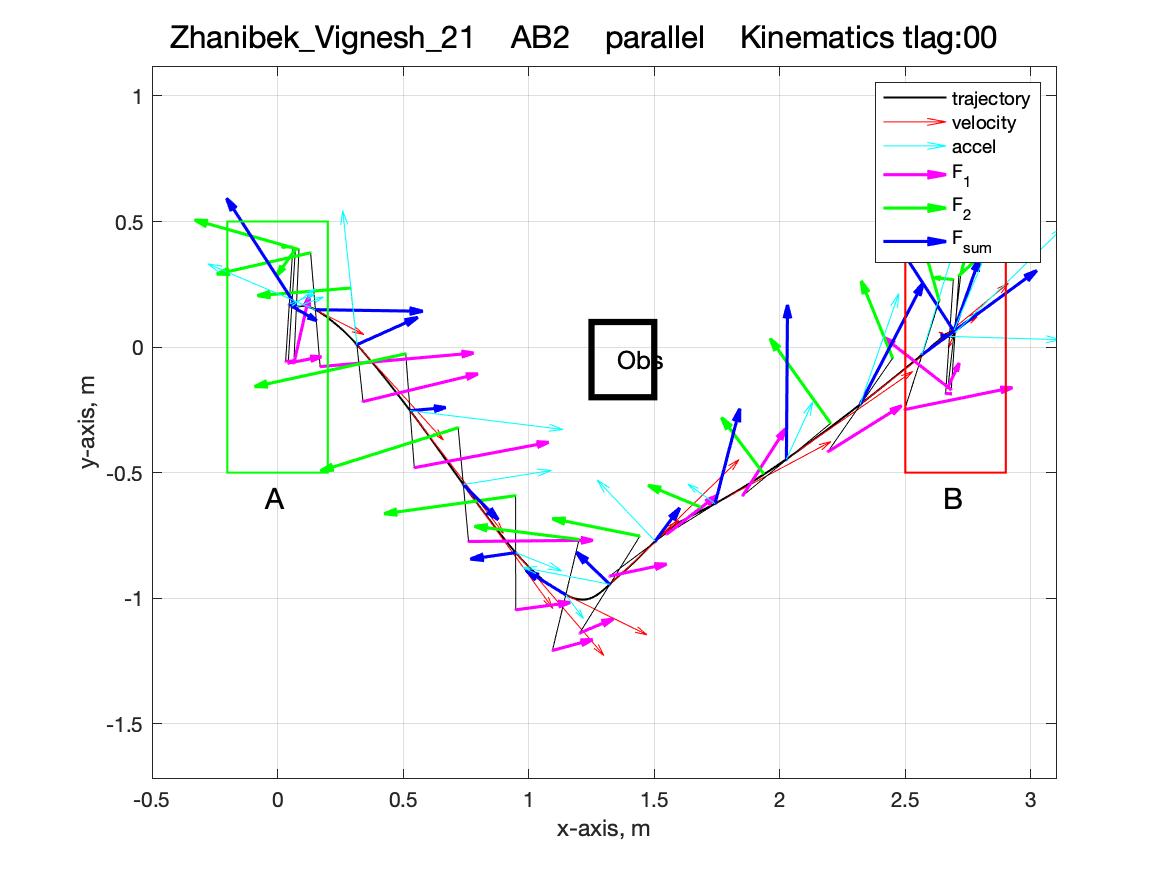 Zhanibek_Vignesh_21 AB2 parallel Kinematics tlag:00
trajectory
velocity
accel
F1
F2
Fsum
1
0.5
0
-0.5
-1
-1.5
y-axis, m
Obs
A
B
-0.5 0 0.5 1 1.5 2 2.5 3
x-axis, m